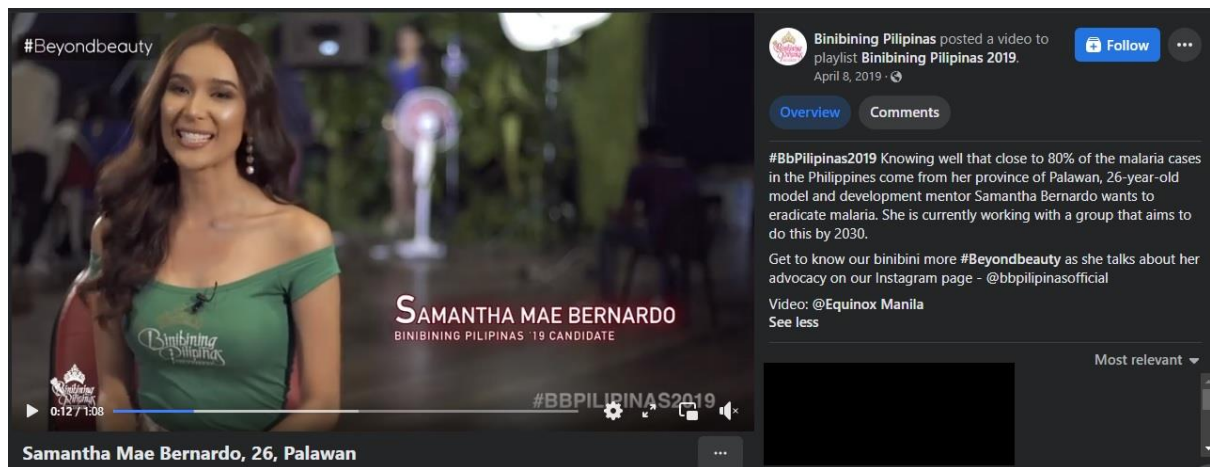 #Beyondbeauty
SAMANTHA MAE BERNARDO
BINIBINING PILIPINAS '19 CANDIDATE
Binibining
Pilipinas
Binibining
Pilipinas
#BBPILIPINAS2019
0:12 / 1:08
Samantha Mae Bernardo, 26, Palawan
Binibining Pilipinas posted a video to
playlist Binibining Pilipinas 2019.
April 8, 2019 ·
Follow
Overview
Comments
#BbPilipinas2019 Knowing well that close to 80% of the malaria cases
in the Philippines come from her province of Palawan, 26-year-old
model and development mentor Samantha Bernardo wants to
eradicate malaria. She is currently working with a group that aims to
do this by 2030.
Get to know our binibini more #Beyondbeauty as she talks about her
advocacy on our Instagram page - @bbpilipinasofficial
Video: @Equinox Manila
See less
Most relevant